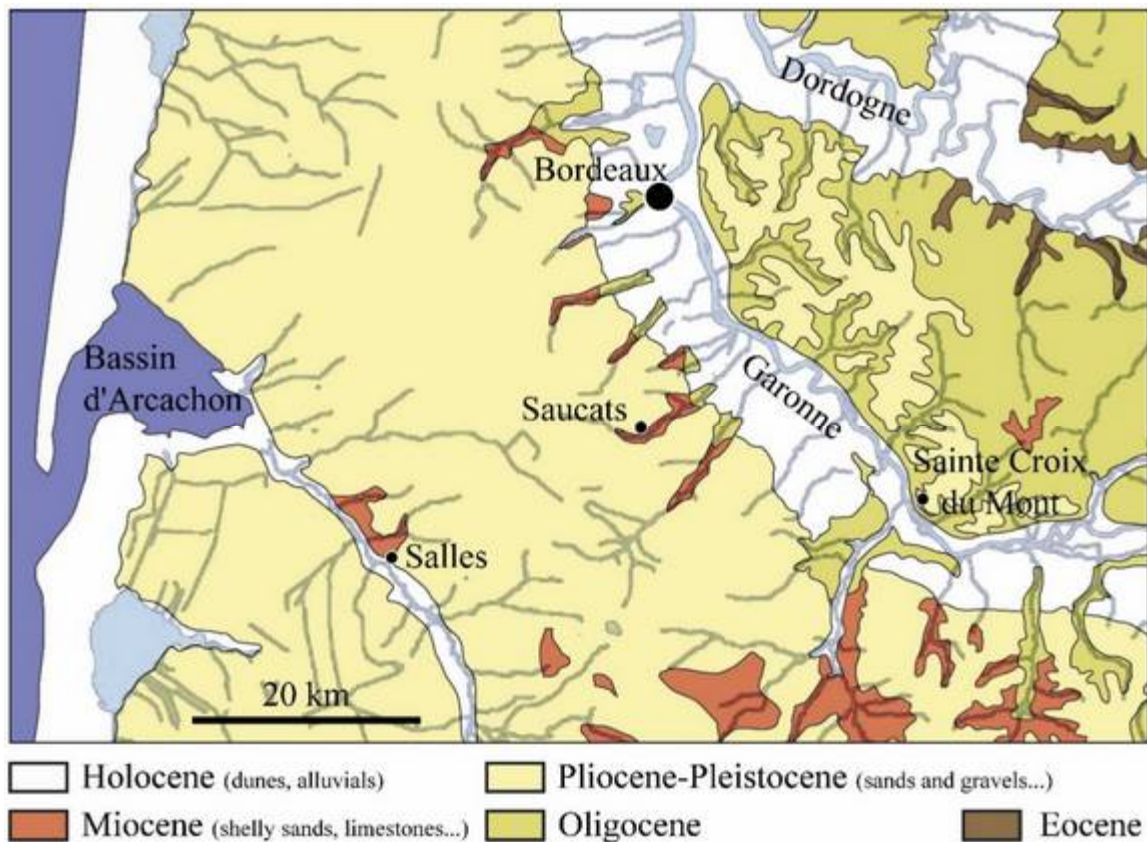 Dordogne
Bordeaux
Bassin
d'Arcachon
Garonne
Saucats
Sainte Croix
du Mont
Salles
20 km
Holocene (dunes, alluvials)
Pliocene-Pleistocene (sands and gravels...)
Miocene (shelly sands, limestones...)
Oligocene
Eocene